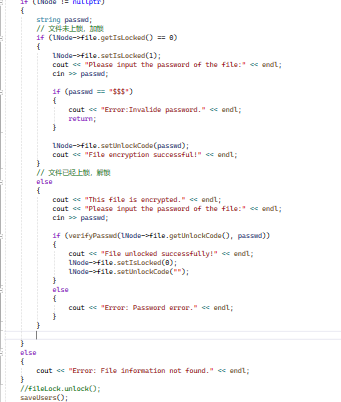 if (lNode != nullptr)
{
string passwd;
// 文件未上锁，加锁
if (lNode->file.getIsLocked() == 0)
{
lNode->file.setIsLocked(1);
cout << "Please input the password of the file:" << endl;
cin >> passwd;
if (passwd == "$$$")
{
cout << "Error:Invalide password." << endl;
return;
}
lNode->file.setUnlockCode(passwd);
cout << "File encryption successful!" << endl;
}
// 文件已经上锁，解锁
else
{
cout << "This file is encrypted." << endl;
cout << "Please input the password of the file:" << endl;
cin >> passwd;
if (verifyPasswd(lNode->file.getUnlockCode(), passwd))
{
cout << "File unlocked successfully!" << endl;
lNode->file.setIsLocked(0);
lNode->file.setUnlockCode("");
}
else
{
cout << "Error: Password error." << endl;
}
}
}
else
{
cout << "Error: File information not found." << endl;
}
//fileLock.unlock();
saveUsers();